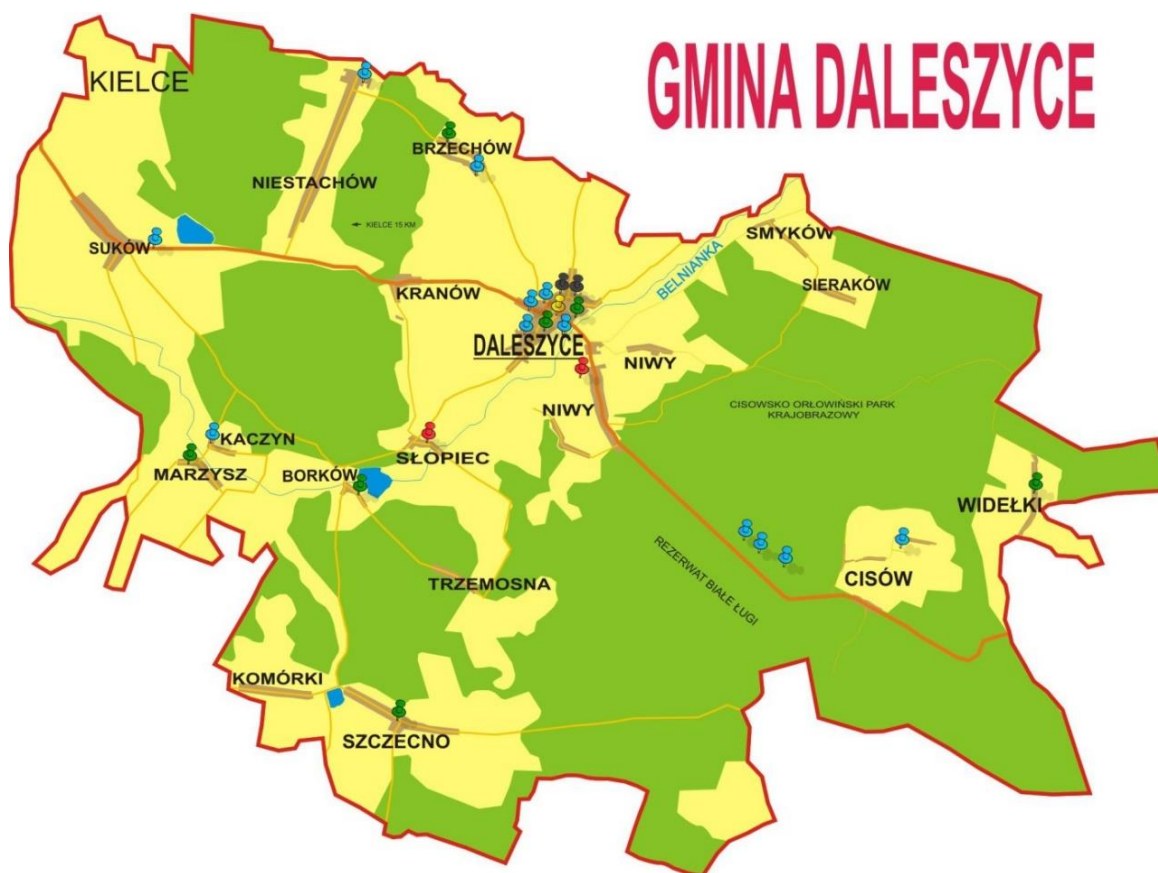 GMINA DALESZYCE
KIELCE
BRZECHÓW
NIESTACHÓW
KIELCE 15 KM
SMYKÓW
SUKÓW
BELNIANKA
SIERAKÓW
KRANÓW
DALESZYCE
NIWY
NIWY
CISOWSKO ORŁOWIŃSKI PARK
KRAJOBRAZOWY
KACZYN
SŁOPIEC
MARZYSZ
BORKÓW
WIDEŁKI
TRZEMOSNA
REZERWAT BIAŁE ŁUGI
CISÓW
KOMÓRKI
SZCZECNO